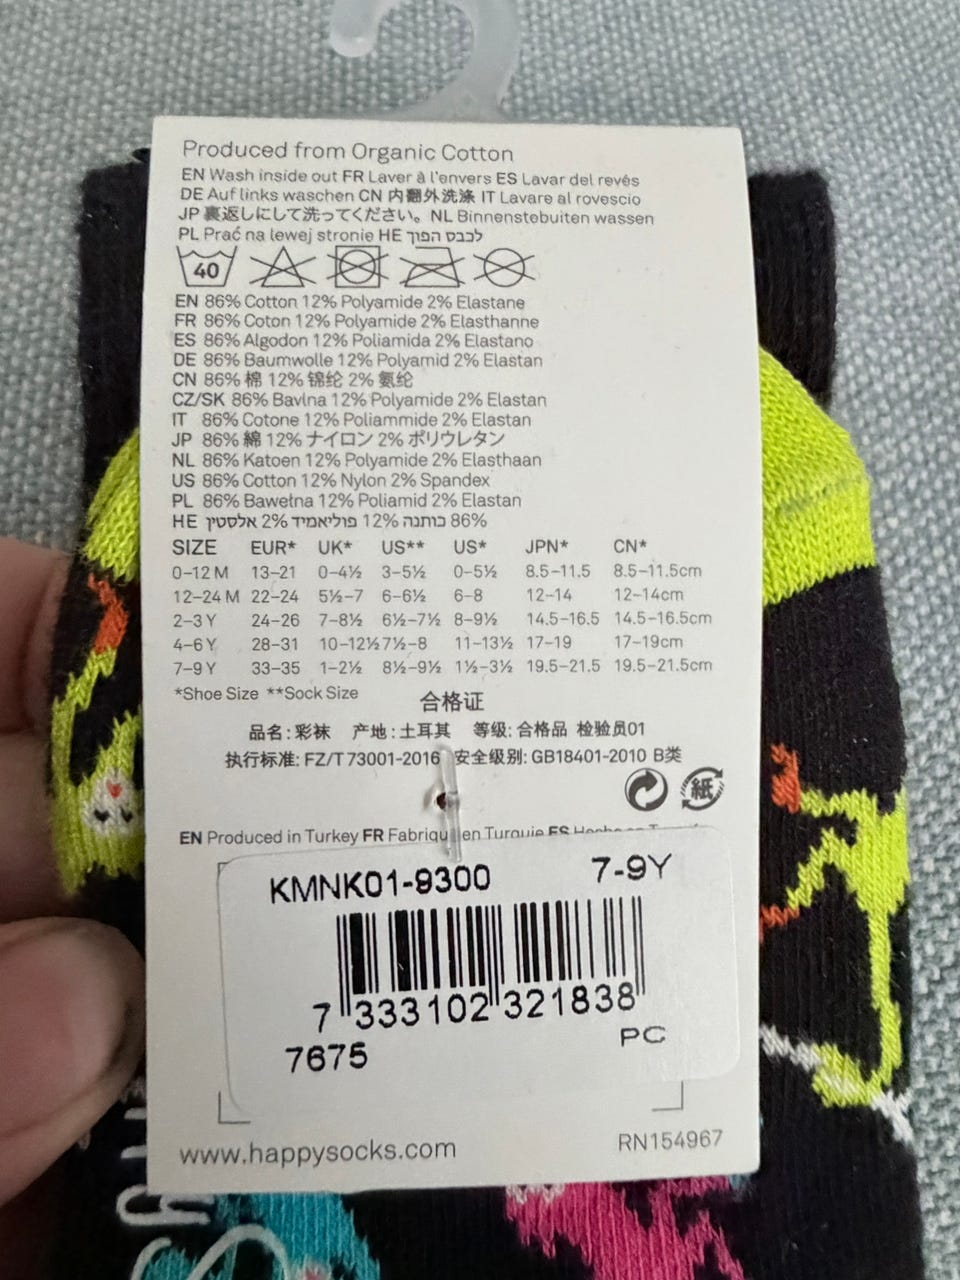 Produced from Organic Cotton
EN Wash inside out FR Laver à l'envers ES Lavar del revés
DE Auf links waschen CN 内翻外洗涤 IT Lavare al rovescio
JP 裏返しにして洗ってください。 NL Binnenstebuiten wassen
PL Prać na lewej stronie HE לכבס הפוך
40
EN 86% Cotton 12% Polyamide 2% Elastane
FR 86% Coton 12% Polyamide 2% Elasthanne
ES 86% Algodon 12% Poliamida 2% Elastano
DE 86% Baumwolle 12% Polyamid 2% Elastan
CN 86% 棉 12% 锦纶 2% 氨纶
CZ/SK 86% Bavlna 12% Polyamide 2% Elastan
IT 86% Cotone 12% Poliammide 2% Elastan
JP 86% 綿 12% ナイロン 2% ポリウレタン
NL 86% Katoen 12% Polyamide 2% Elasthaan
US 86% Cotton 12% Nylon 2% Spandex
PL 86% Bawełna 12% Poliamid 2% Elastan
HE 86% כותנה 12% פוליאמיד 2% אלסטין
SIZE EUR* UK* US** US* JPN* CN*
0-12 M 13-21 0-4½ 3-5½ 0-5½ 8.5-11.5 8.5-11.5cm
12-24 M 22-24 5½-7 6-6½ 6-8 12-14 12-14cm
2-3 Y 24-26 7-8½ 6½-7½ 8-9½ 14.5-16.5 14.5-16.5cm
4-6 Y 28-31 10-12½ 7½-8 11-13½ 17-19 17-19cm
7-9 Y 33-35 1-2½ 8½-9½ 1½-3½ 19.5-21.5 19.5-21.5cm
*Shoe Size **Sock Size
合格证
品名: 彩袜 产地: 土耳其 等级: 合格品 检验员01
执行标准: FZ/T 73001-2016 安全级别: GB18401-2010 B类
紙
EN Produced in Turkey FR Fabriqu en Turquie ES
KMNK01-9300 7-9Y
7 333102 321838
7675 PC
www.happysocks.com RN154967